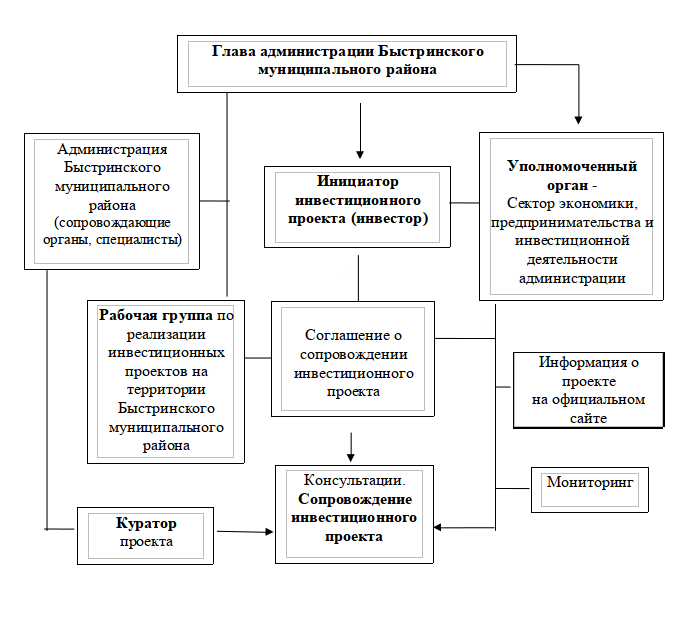 Глава администрации Быстринского
муниципального района
Администрация
Быстринского
муниципального
района
(сопровождающие
органы, специалисты)
Инициатор
инвестиционного
проекта (инвестор)
Уполномоченный
орган -
Сектор экономики,
предпринимательства и
инвестиционной
деятельности
администрации
Рабочая группа по
реализации
инвестиционных
проектов на
территории
Быстринского
муниципального
района
Соглашение о
сопровождении
инвестиционного
проекта
Информация о
проекте
на официальном
сайте
Консультации.
Сопровождение
инвестиционного
проекта
Мониторинг
Куратор
проекта